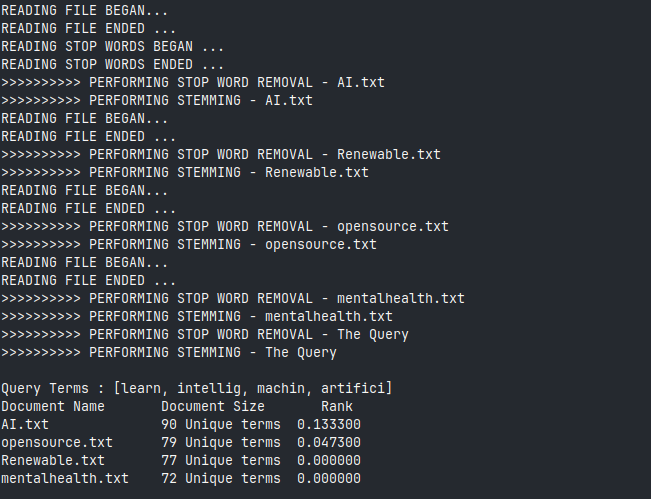 READING FILE BEGAN...
READING FILE ENDED ...
READING STOP WORDS BEGAN ...
READING STOP WORDS ENDED ...
>>>>>>>>>> PERFORMING STOP WORD REMOVAL - AI.txt
>>>>>>>>>> PERFORMING STEMMING - AI.txt
READING FILE BEGAN...
READING FILE ENDED ...
>>>>>>>>>> PERFORMING STOP WORD REMOVAL - Renewable.txt
>>>>>>>>>> PERFORMING STEMMING - Renewable.txt
READING FILE BEGAN...
READING FILE ENDED ...
>>>>>>>>>> PERFORMING STOP WORD REMOVAL - opensource.txt
>>>>>>>>>> PERFORMING STEMMING - opensource.txt
READING FILE BEGAN...
READING FILE ENDED ...
>>>>>>>>>> PERFORMING STOP WORD REMOVAL - mentalhealth.txt
>>>>>>>>>> PERFORMING STEMMING - mentalhealth.txt
>>>>>>>>>> PERFORMING STOP WORD REMOVAL - The Query
>>>>>>>>>> PERFORMING STEMMING - The Query
Query Terms : [learn, intellig, machin, artifici]
Document Name       Document Size       Rank
AI.txt              90 Unique terms  0.133300
opensource.txt      79 Unique terms  0.047300
Renewable.txt       77 Unique terms  0.000000
mentalhealth.txt    72 Unique terms  0.000000